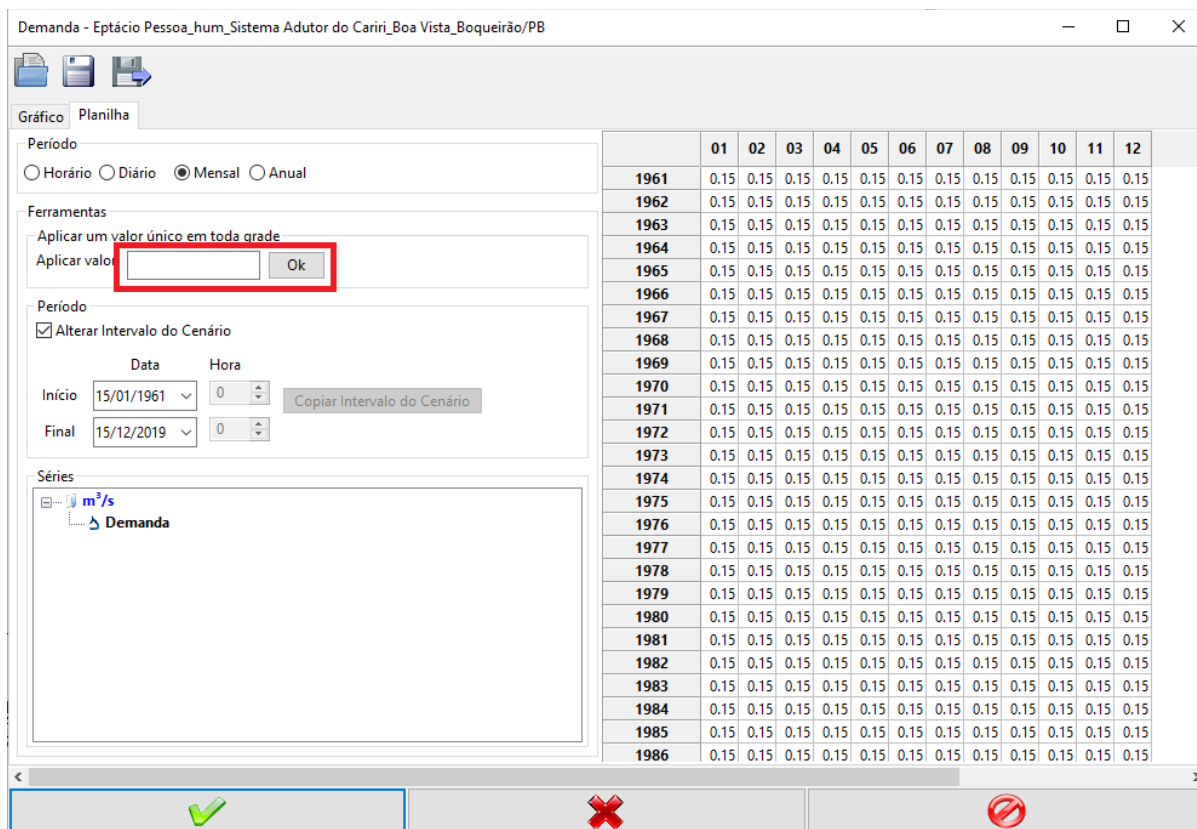 Demanda - Eptácio Pessoa_hum_Sistema Adutor do Cariri_Boa Vista_Boqueirão/PB
Gráfico Planilha
Período
Horário Diário Mensal Anual
Ferramentas
Aplicar um valor único em toda grade
Aplicar valor Ok
Período
Alterar Intervalo do Cenário
Data Hora
Início 15/01/1961 0 Copiar Intervalo do Cenário
Final 15/12/2019 0
Séries
m³/s
Demanda
01 02 03 04 05 06 07 08 09 10 11 12
1961 0.15 0.15 0.15 0.15 0.15 0.15 0.15 0.15 0.15 0.15 0.15 0.15
1962 0.15 0.15 0.15 0.15 0.15 0.15 0.15 0.15 0.15 0.15 0.15 0.15
1963 0.15 0.15 0.15 0.15 0.15 0.15 0.15 0.15 0.15 0.15 0.15 0.15
1964 0.15 0.15 0.15 0.15 0.15 0.15 0.15 0.15 0.15 0.15 0.15 0.15
1965 0.15 0.15 0.15 0.15 0.15 0.15 0.15 0.15 0.15 0.15 0.15 0.15
1966 0.15 0.15 0.15 0.15 0.15 0.15 0.15 0.15 0.15 0.15 0.15 0.15
1967 0.15 0.15 0.15 0.15 0.15 0.15 0.15 0.15 0.15 0.15 0.15 0.15
1968 0.15 0.15 0.15 0.15 0.15 0.15 0.15 0.15 0.15 0.15 0.15 0.15
1969 0.15 0.15 0.15 0.15 0.15 0.15 0.15 0.15 0.15 0.15 0.15 0.15
1970 0.15 0.15 0.15 0.15 0.15 0.15 0.15 0.15 0.15 0.15 0.15 0.15
1971 0.15 0.15 0.15 0.15 0.15 0.15 0.15 0.15 0.15 0.15 0.15 0.15
1972 0.15 0.15 0.15 0.15 0.15 0.15 0.15 0.15 0.15 0.15 0.15 0.15
1973 0.15 0.15 0.15 0.15 0.15 0.15 0.15 0.15 0.15 0.15 0.15 0.15
1974 0.15 0.15 0.15 0.15 0.15 0.15 0.15 0.15 0.15 0.15 0.15 0.15
1975 0.15 0.15 0.15 0.15 0.15 0.15 0.15 0.15 0.15 0.15 0.15 0.15
1976 0.15 0.15 0.15 0.15 0.15 0.15 0.15 0.15 0.15 0.15 0.15 0.15
1977 0.15 0.15 0.15 0.15 0.15 0.15 0.15 0.15 0.15 0.15 0.15 0.15
1978 0.15 0.15 0.15 0.15 0.15 0.15 0.15 0.15 0.15 0.15 0.15 0.15
1979 0.15 0.15 0.15 0.15 0.15 0.15 0.15 0.15 0.15 0.15 0.15 0.15
1980 0.15 0.15 0.15 0.15 0.15 0.15 0.15 0.15 0.15 0.15 0.15 0.15
1981 0.15 0.15 0.15 0.15 0.15 0.15 0.15 0.15 0.15 0.15 0.15 0.15
1982 0.15 0.15 0.15 0.15 0.15 0.15 0.15 0.15 0.15 0.15 0.15 0.15
1983 0.15 0.15 0.15 0.15 0.15 0.15 0.15 0.15 0.15 0.15 0.15 0.15
1984 0.15 0.15 0.15 0.15 0.15 0.15 0.15 0.15 0.15 0.15 0.15 0.15
1985 0.15 0.15 0.15 0.15 0.15 0.15 0.15 0.15 0.15 0.15 0.15 0.15
1986 0.15 0.15 0.15 0.15 0.15 0.15 0.15 0.15 0.15 0.15 0.15 0.15